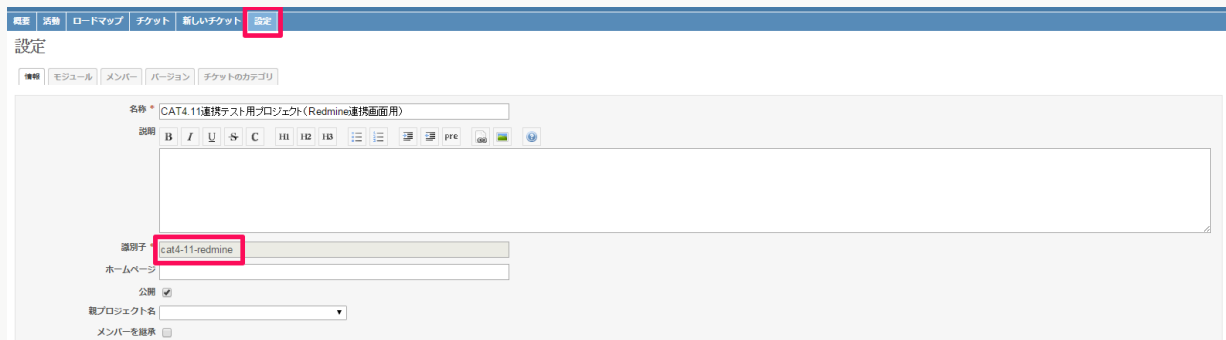 概要 活動 ロードマップ チケット 新しいチケット 設定
設定
情報 モジュール メンバー バージョン チケットのカテゴリ
名称 * CAT4.11連携テスト用プロジェクト(Redmine連携画面用)
説明 B I U S C H1 H2 H3 pre
識別子 * cat4-11-redmine
ホームページ
公開
親プロジェクト名
メンバーを継承